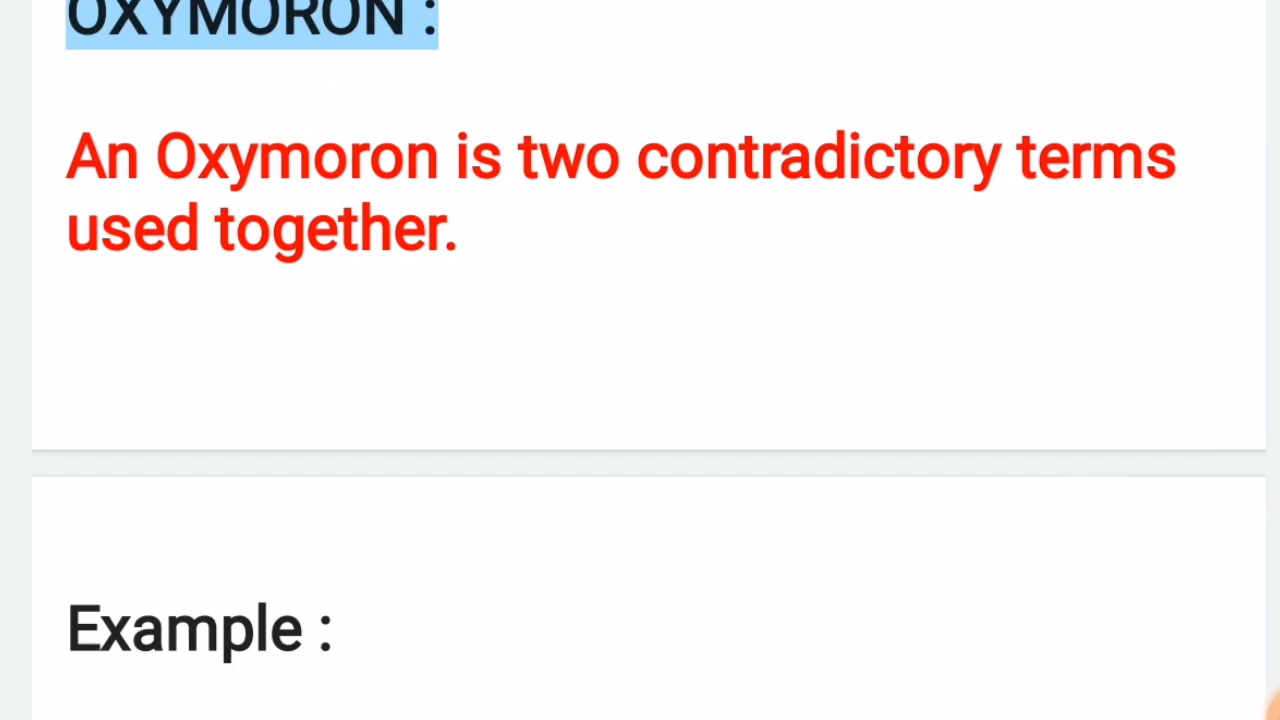 OXYMORON :
An Oxymoron is two contradictory terms
used together.
Example :